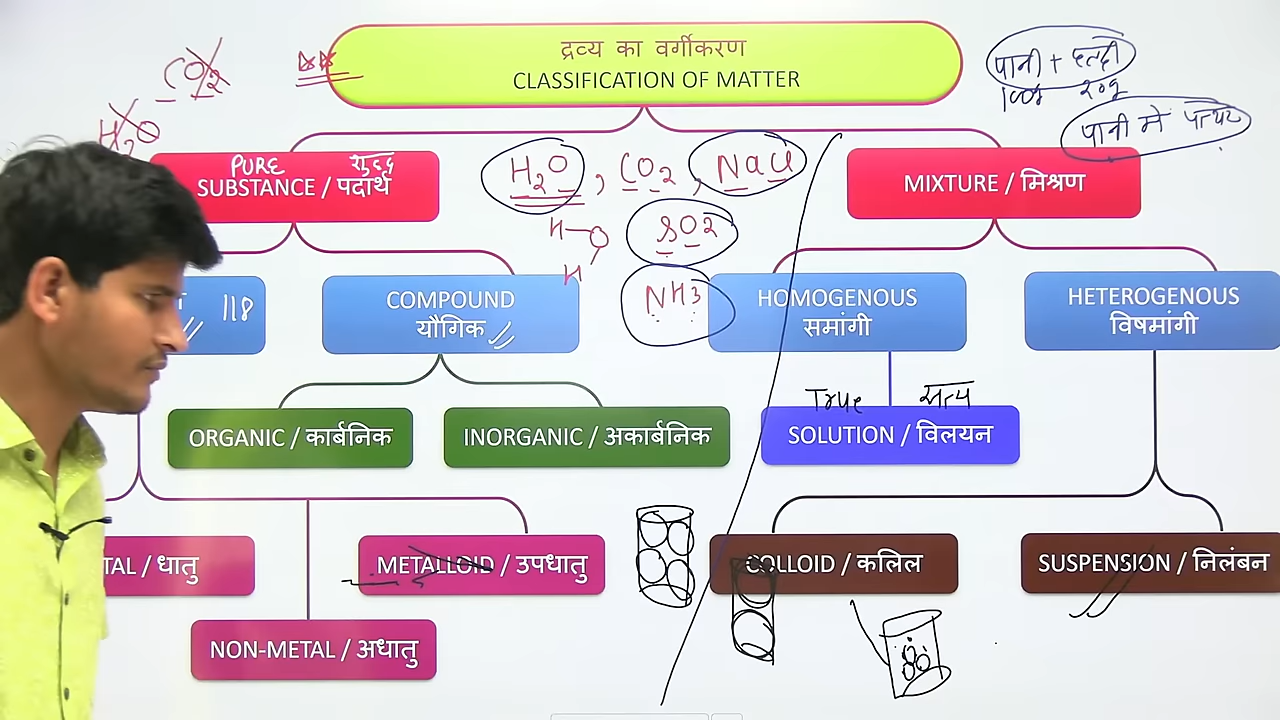 द्रव्य का वर्गीकरण
CLASSIFICATION OF MATTER
CO2
H2O
पानी + हल्दी
100g 20g
पानी में पत्थर
PURE शुद्ध
SUBSTANCE / पदार्थ
H2O , CO2 , NaCl
MIXTURE / मिश्रण
H-O
H
SO2
NH3
118
COMPOUND
यौगिक
HOMOGENOUS
समांगी
HETEROGENOUS
विषमांगी
True सत्य
ORGANIC / कार्बनिक
INORGANIC / अकार्बनिक
SOLUTION / विलयन
TAL / धातु
METALLOID / उपधातु
COLLOID / कलिल
SUSPENSION / निलंबन
NON-METAL / अधातु